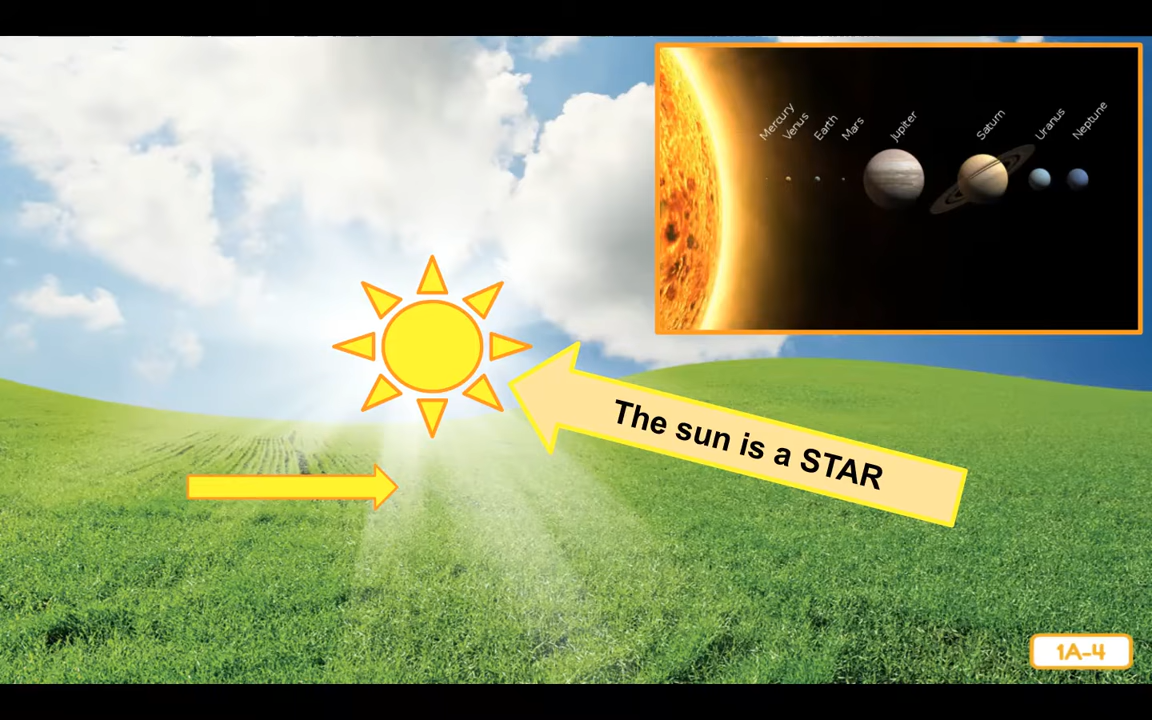 Mercury
Venus
Earth
Mars
Jupiter
Saturn
Uranus
Neptune
The sun is a STAR
1A-4